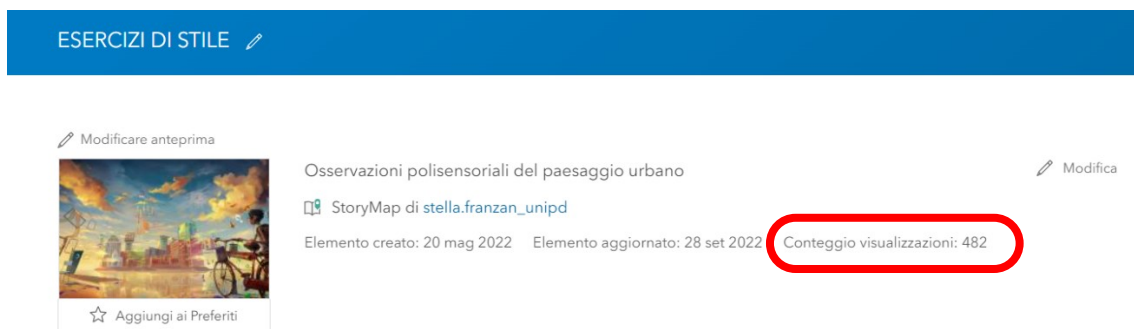 ESERCIZI DI STILE
Modificare anteprima
Osservazioni polisensoriali del paesaggio urbano
Modifica
StoryMap di stella.franzan_unipd
Elemento creato: 20 mag 2022 Elemento aggiornato: 28 set 2022 Conteggio visualizzazioni: 482
Aggiungi ai Preferiti